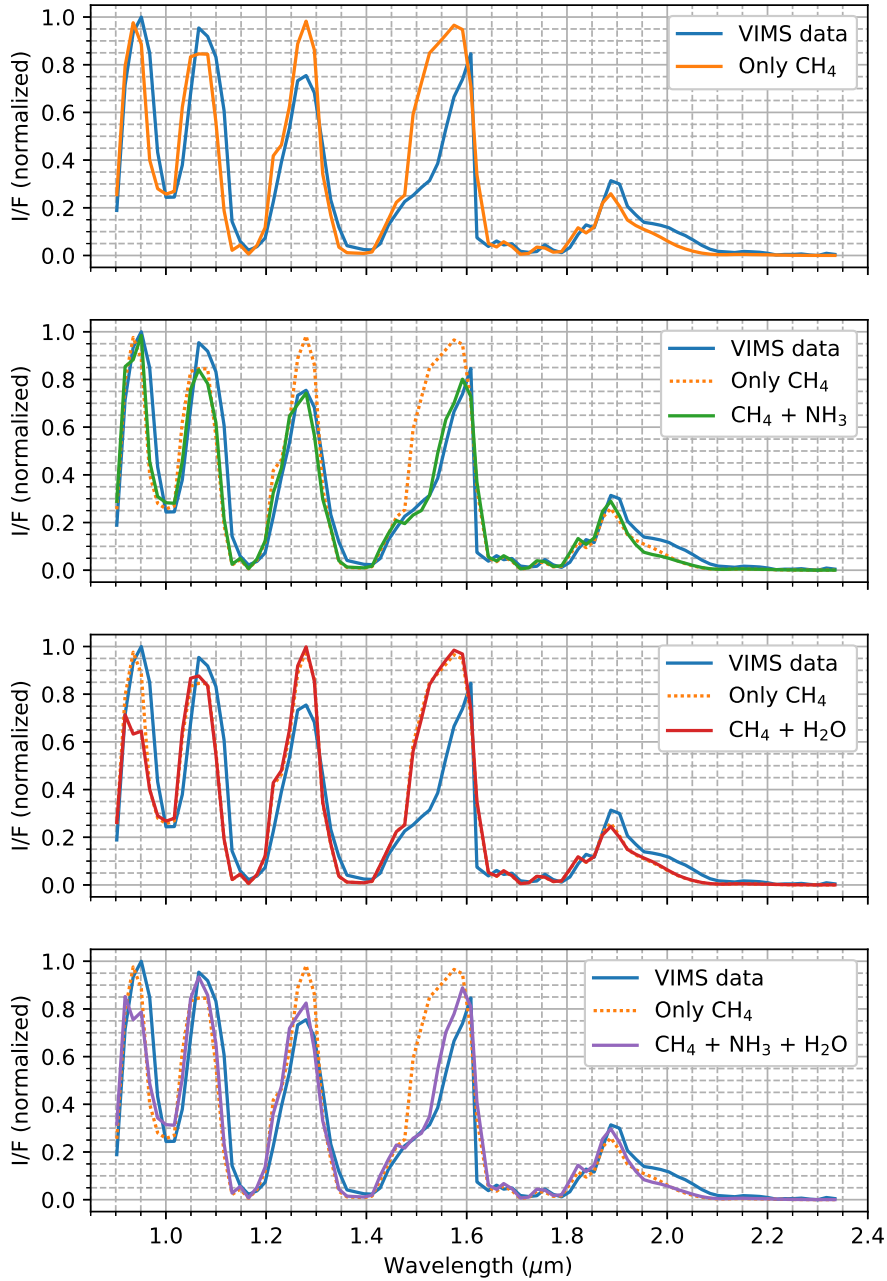 1.0
0.8
0.6
0.4
0.2
0.0
I/F (normalized)
VIMS data
Only CH₄
1.0
0.8
0.6
0.4
0.2
0.0
I/F (normalized)
VIMS data
Only CH₄
CH₄ + NH₃
1.0
0.8
0.6
0.4
0.2
0.0
I/F (normalized)
VIMS data
Only CH₄
CH₄ + H₂O
1.0
0.8
0.6
0.4
0.2
0.0
I/F (normalized)
VIMS data
Only CH₄
CH₄ + NH₃ + H₂O
1.0 1.2 1.4 1.6 1.8 2.0 2.2 2.4
Wavelength (μm)